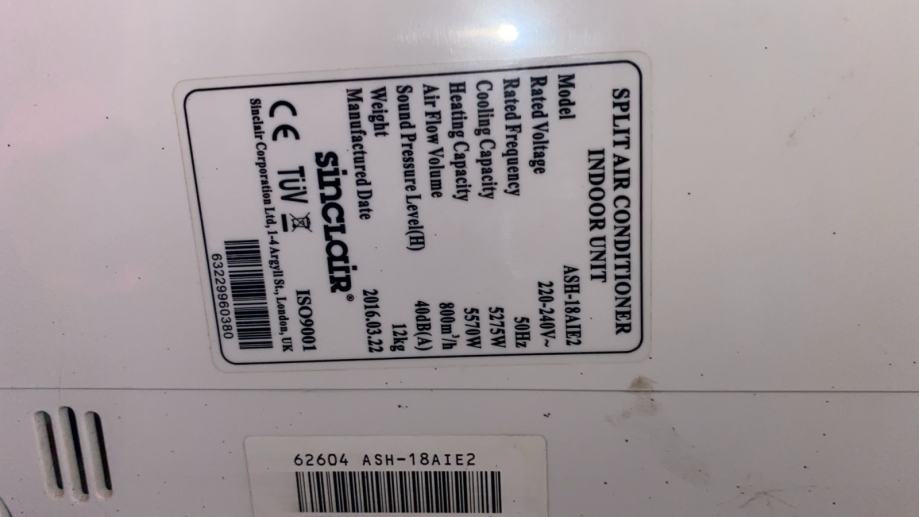 SPLIT AIR CONDITIONER
INDOOR UNIT
Model ASH-18AIE2
Rated Voltage 220-240V~
Rated Frequency 50Hz
Cooling Capacity 5275W
Heating Capacity 5570W
Air Flow Volume 800m³/h
Sound Pressure Level(H) 40dB(A)
Weight 12kg
Manufactured Date 2016.03.22
sinclair®
CE TÜV ISO9001
Sinclair Corporation Ltd, 1-4 Argyll St., London, UK
63229960380
62604 ASH-18AIE2